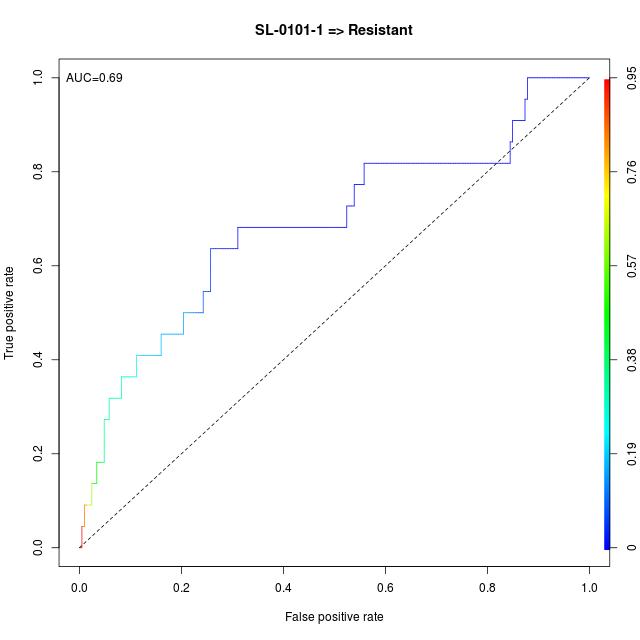 SL-0101-1 => Resistant
AUC=0.69
True positive rate
1.0
0.8
0.6
0.4
0.2
0.0
0.95
0.76
0.57
0.38
0.19
0
0.0 0.2 0.4 0.6 0.8 1.0
False positive rate